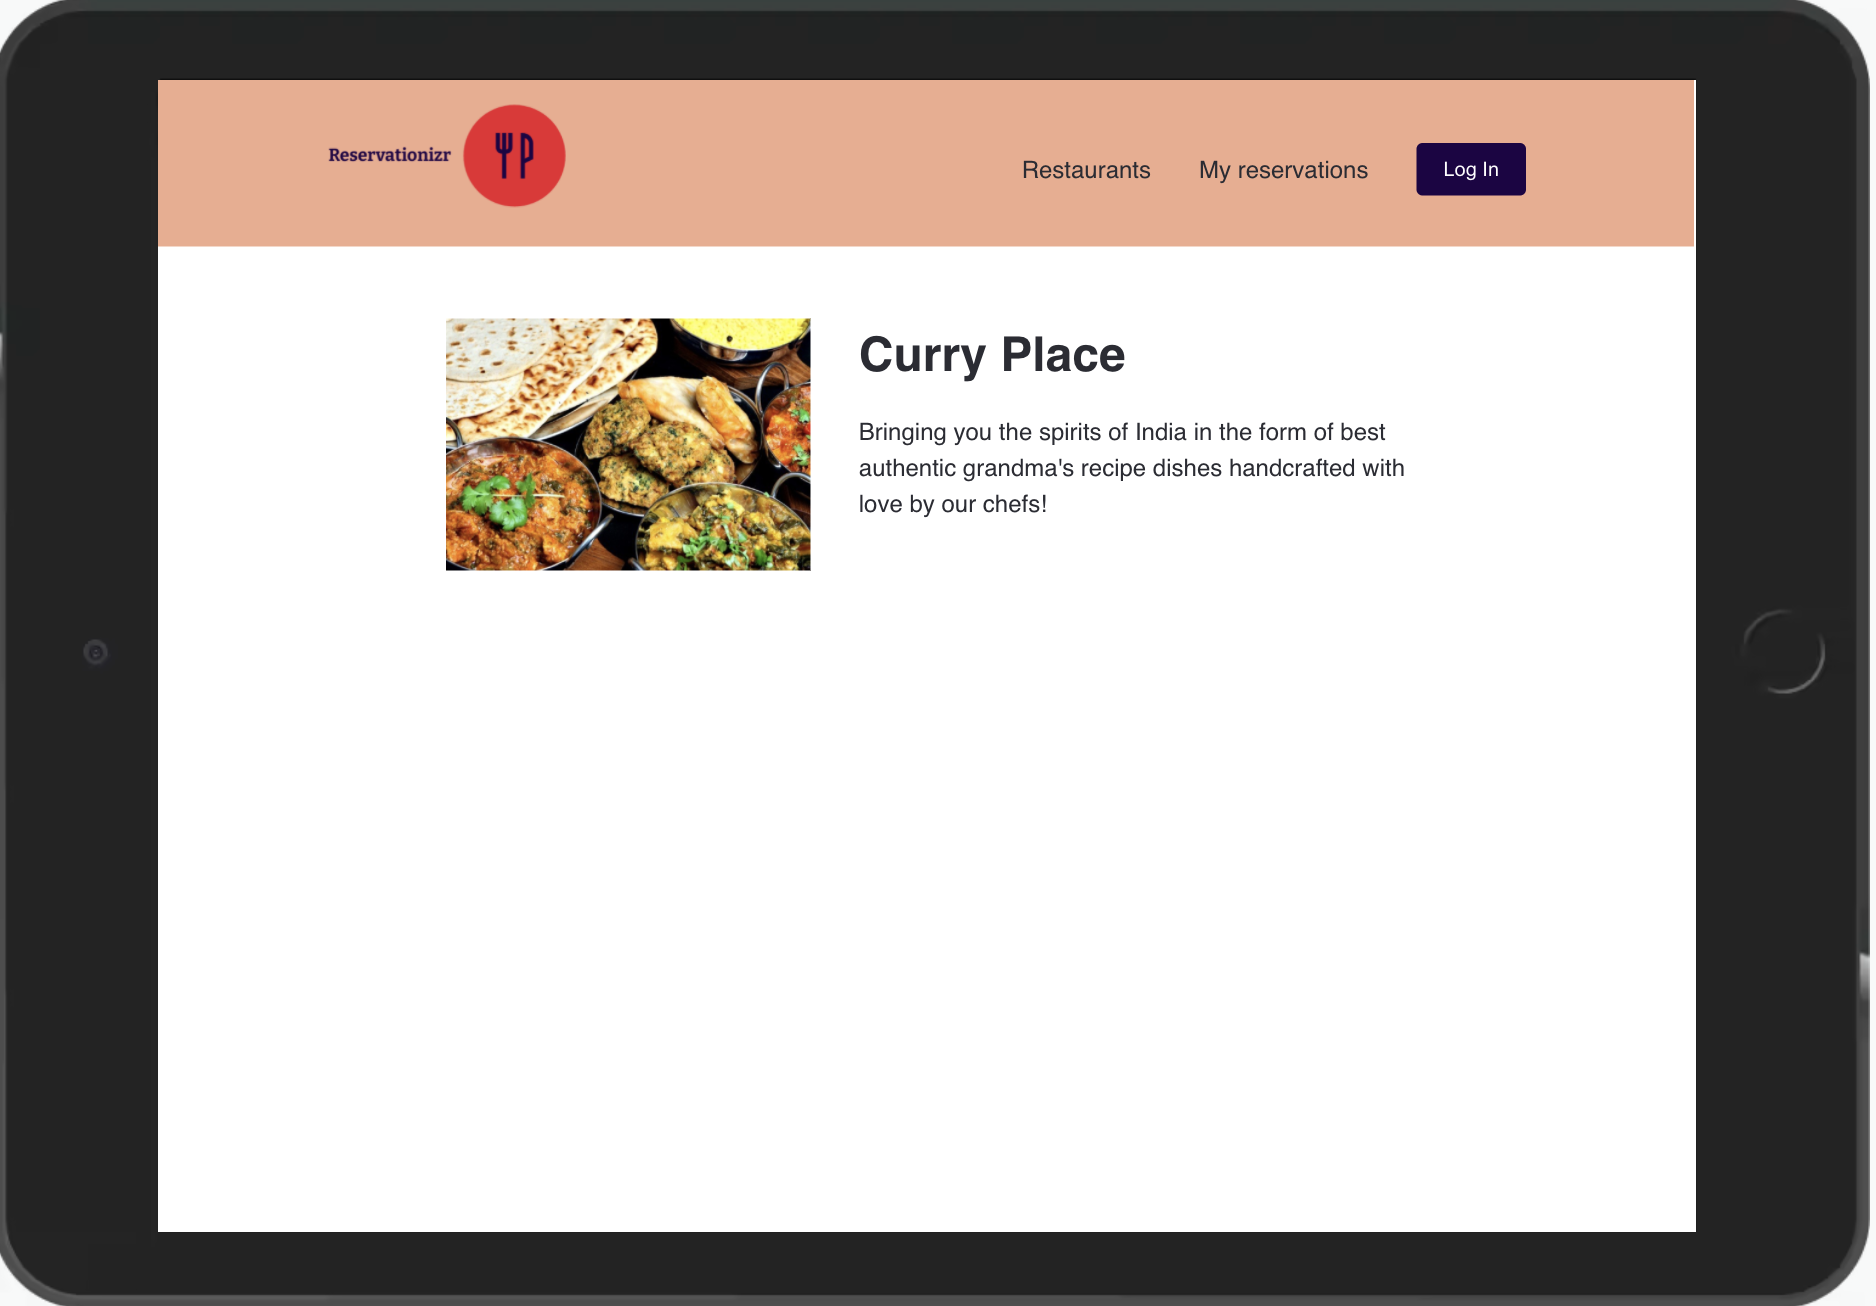 Reservationizr
Restaurants
My reservations
Log In
Curry Place
Bringing you the spirits of India in the form of best
authentic grandma's recipe dishes handcrafted with
love by our chefs!